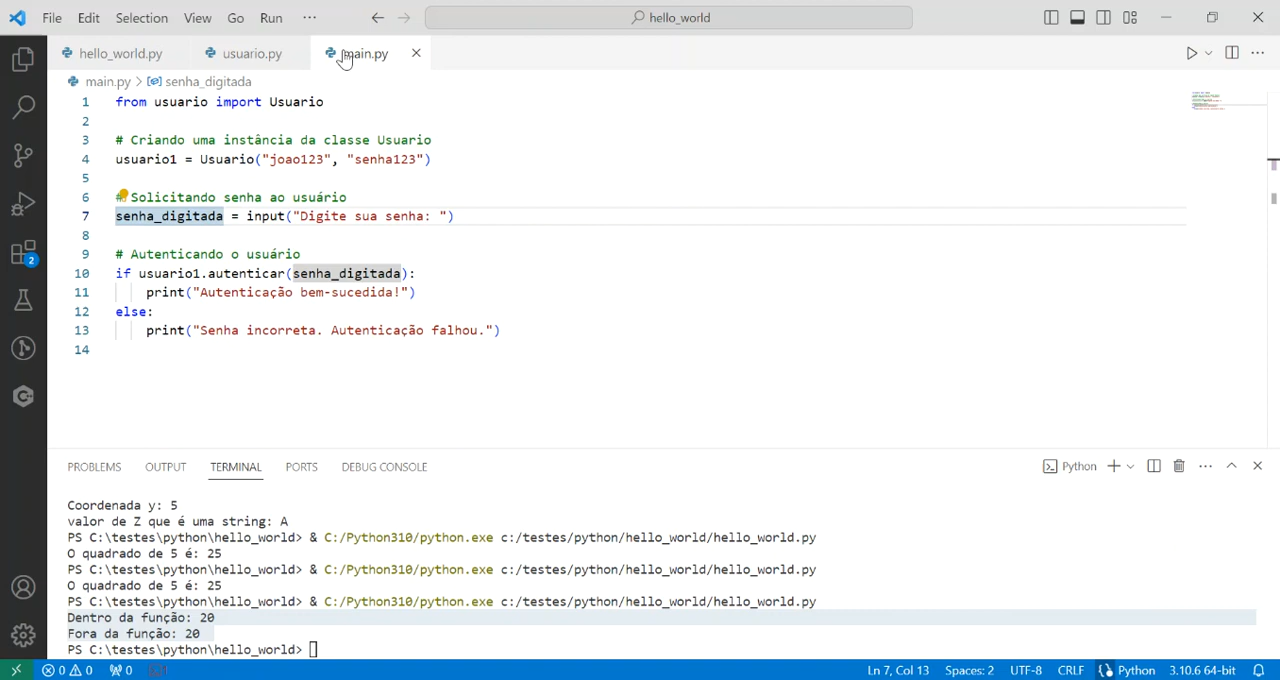 File Edit Selection View Go Run ··· hello_world
hello_world.py usuario.py main.py
main.py > senha_digitada
1 from usuario import Usuario
2
3 # Criando uma instância da classe Usuario
4 usuario1 = Usuario("joao123", "senha123")
5
6 # Solicitando senha ao usuário
7 senha_digitada = input("Digite sua senha: ")
8
9 # Autenticando o usuário
10 if usuario1.autenticar(senha_digitada):
11 print("Autenticação bem-sucedida!")
12 else:
13 print("Senha incorreta. Autenticação falhou.")
14
2
PROBLEMS OUTPUT TERMINAL PORTS DEBUG CONSOLE Python
Coordenada y: 5
valor de Z que é uma string: A
PS C:\testes\python\hello_world> & C:/Python310/python.exe c:/testes/python/hello_world/hello_world.py
O quadrado de 5 é: 25
PS C:\testes\python\hello_world> & C:/Python310/python.exe c:/testes/python/hello_world/hello_world.py
O quadrado de 5 é: 25
PS C:\testes\python\hello_world> & C:/Python310/python.exe c:/testes/python/hello_world/hello_world.py
Dentro da função: 20
Fora da função: 20
PS C:\testes\python\hello_world>
0 0 0 Ln 7, Col 13 Spaces: 2 UTF-8 CRLF Python 3.10.6 64-bit